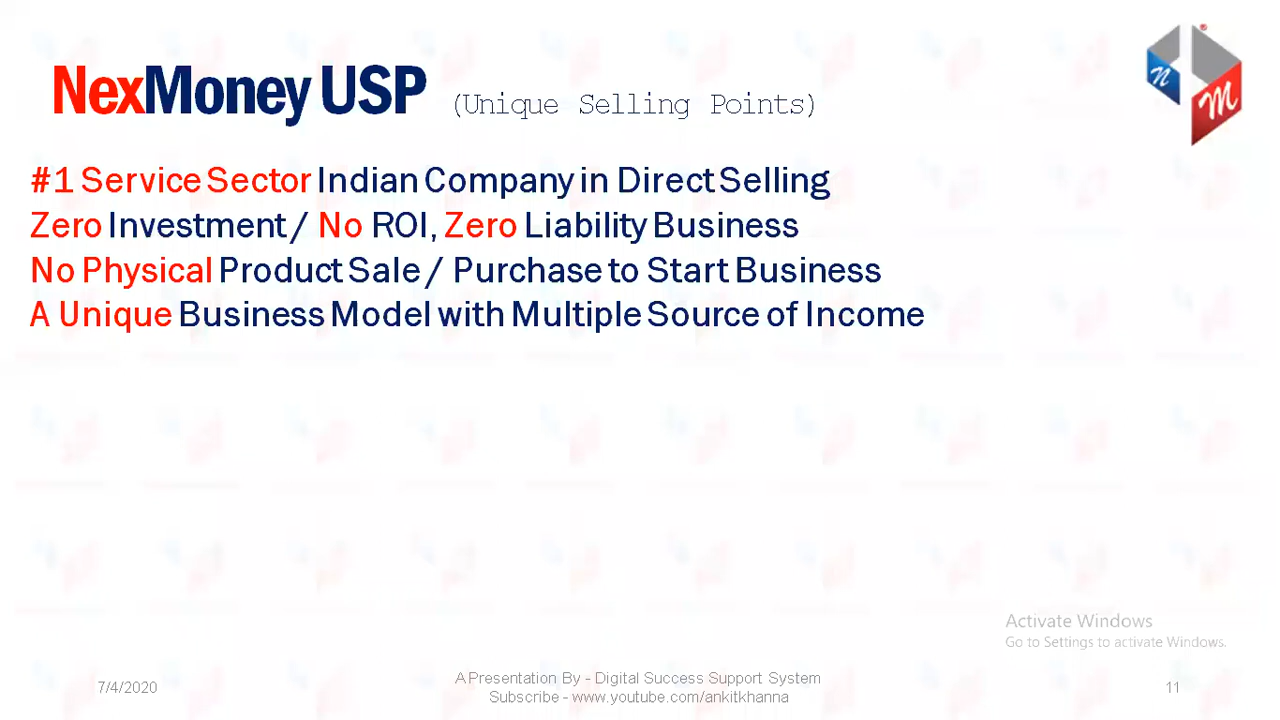 NexMoney USP (Unique Selling Points)
n M
#1 Service Sector Indian Company in Direct Selling
Zero Investment / No ROI, Zero Liability Business
No Physical Product Sale / Purchase to Start Business
A Unique Business Model with Multiple Source of Income
Activate Windows
Go to Settings to activate Windows.
7/4/2020
A Presentation By - Digital Success Support System
Subscribe - www.youtube.com/ankitkhanna
11